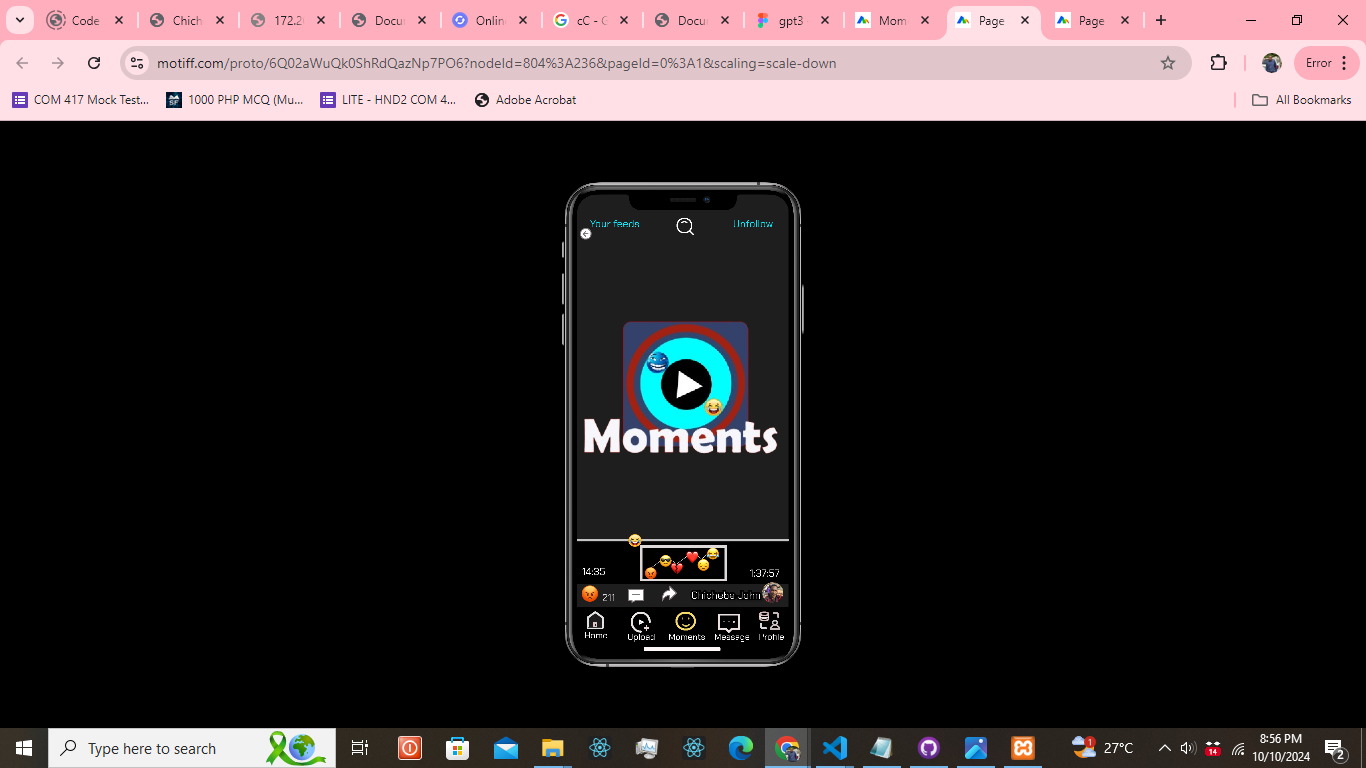 Code
Chich
172.2
Docu
Onlin
cC - G
Docu
gpt3
Mom
Page
Page
motiff.com/proto/6Q02aWuQk0ShRdQazNp7PO6?nodeId=804%3A236&pageId=0%3A1&scaling=scale-down
Error
COM 417 Mock Test...
1000 PHP MCQ (Mu...
LITE - HND2 COM 4...
Adobe Acrobat
All Bookmarks
Your feeds
Unfollow
Moments
14:35
1:37:57
211
Chichebe John
Home
Upload
Moments
Message
Profile
Type here to search
27°C
14
8:56 PM
10/10/2024
2